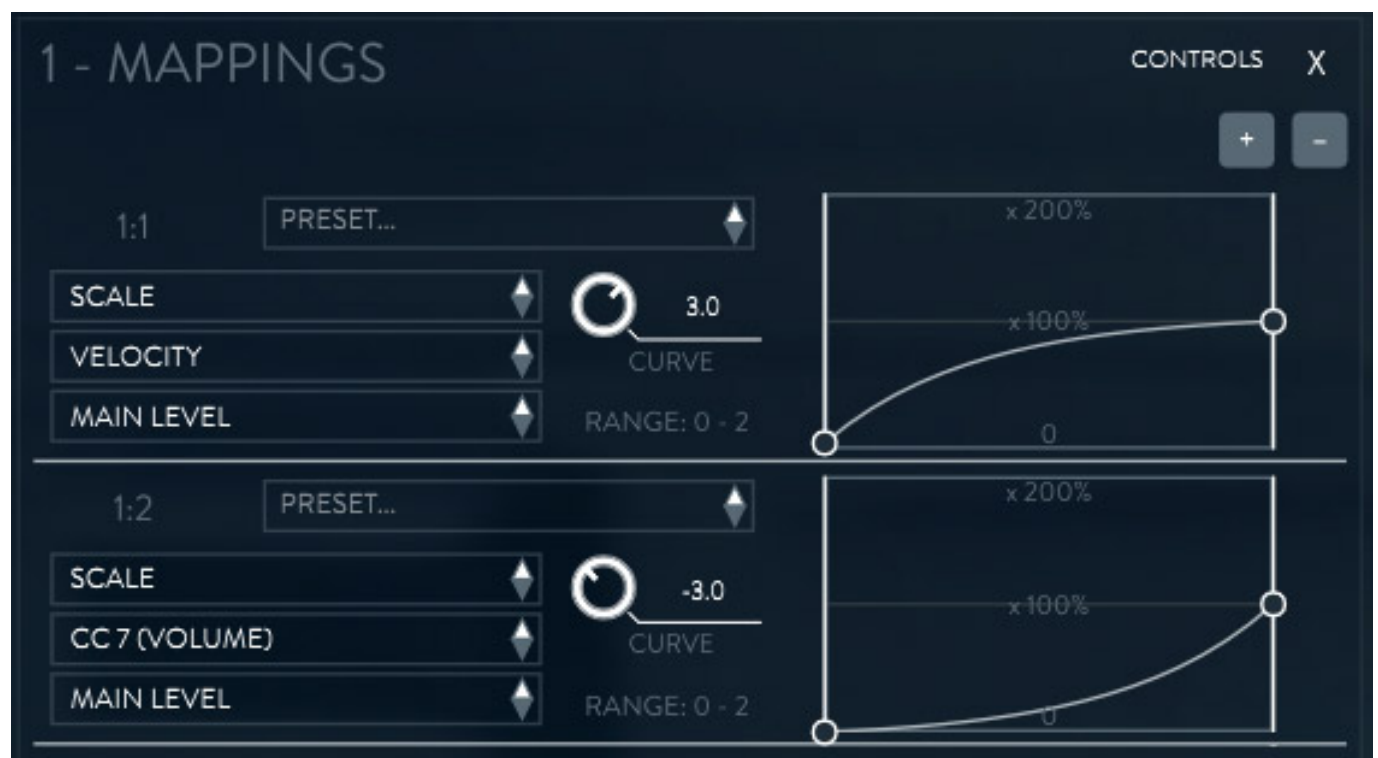 1 - MAPPINGS
CONTROLS X
+ -
1:1 PRESET... x 200%
SCALE 3.0 x 100%
VELOCITY CURVE
MAIN LEVEL RANGE: 0 - 2 0
1:2 PRESET... x 200%
SCALE -3.0 x 100%
CC 7 (VOLUME) CURVE
MAIN LEVEL RANGE: 0 - 2 0